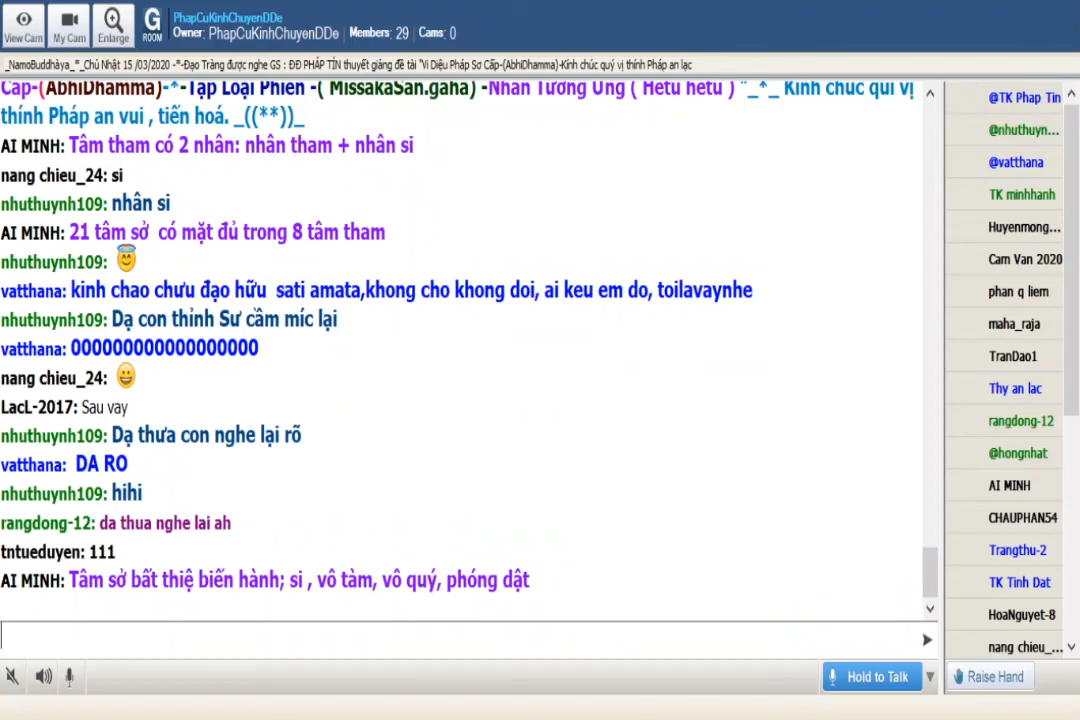 View Cam
My Cam
Enlarge
G
ROOM
PhapCuKinhChuyenDDe
Owner: PhapCuKinhChuyenDDe | Members: 29 | Cams: 0
_NamoBuddhàya_*_Chủ Nhật 15 /03/2020 -*-Đạo Tràng được nghe GS : ĐĐ PHÁP TÍN thuyết giảng đề tài "Vi Diệu Pháp Sơ Cấp-(AbhiDhamma)-Kính chúc quý vị thính Pháp an lạc
Cấp-(AbhiDhamma)-*-Tập Loại Phiền -( MissakaSan.gaha) -Nhân Tương Ưng ( Hetu hetu ) "_*_ Kính chúc quí vị
thính Pháp an vui , tiến hoá. _((**))_
AI MINH: Tâm tham có 2 nhân: nhân tham + nhân si
nang chieu_24: si
nhuthuynh109: nhân si
AI MINH: 21 tâm sở có mặt đủ trong 8 tâm tham
nhuthuynh109:
vatthana: kinh chao chưu đạo hữu sati amata,khong cho khong doi, ai keu em do, toilavaynhe
nhuthuynh109: Dạ con thỉnh Sư cầm míc lại
vatthana: 000000000000000000
nang chieu_24:
LacL-2017: Sau vay
nhuthuynh109: Dạ thưa con nghe lại rõ
vatthana: DA RO
nhuthuynh109: hihi
rangdong-12: da thua nghe lai ah
tntueduyen: 111
AI MINH: Tâm sở bất thiệ biến hành; si , vô tàm, vô quý, phóng dật
Hold to Talk
@TK Phap Tin
@nhuthuyn...
@vatthana
TK minhhanh
Huyenmong...
Cam Van 2020
phan q liem
maha_raja
TranDao1
Thy an lac
rangdong-12
@hongnhat
AI MINH
CHAUPHAN54
Trangthu-2
TK Tinh Dat
HoaNguyet-8
nang chieu_...
Raise Hand